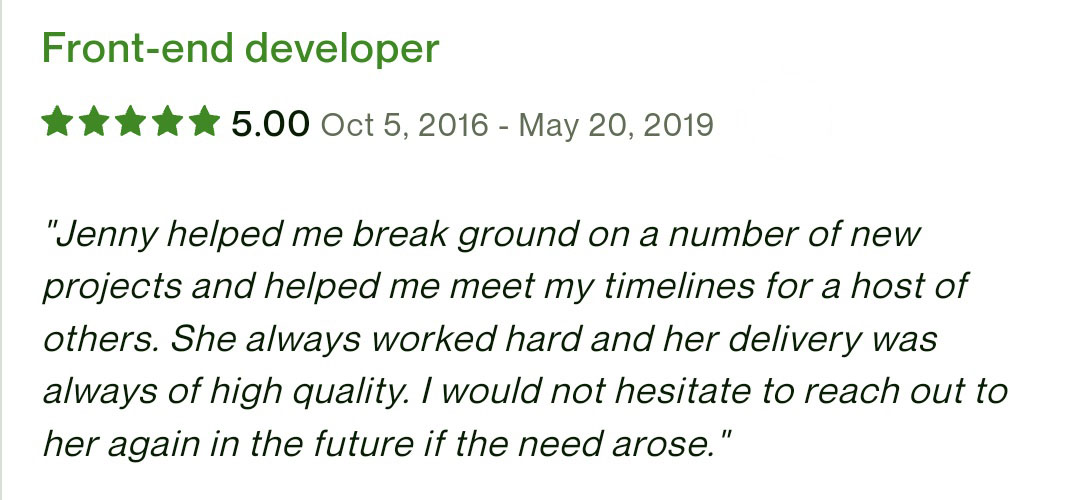 Front-end developer
5.00 Oct 5, 2016 - May 20, 2019
"Jenny helped me break ground on a number of new
projects and helped me meet my timelines for a host of
others. She always worked hard and her delivery was
always of high quality. I would not hesitate to reach out to
her again in the future if the need arose."